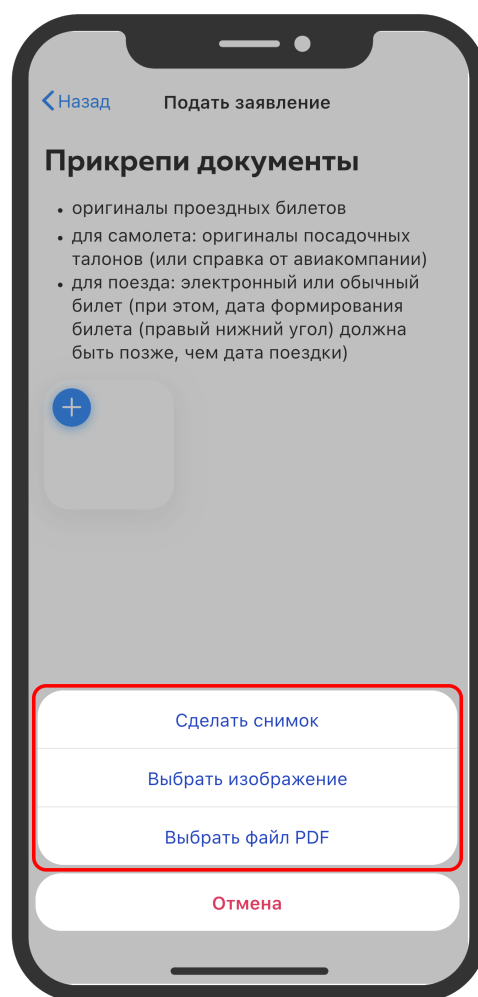 Назад
Подать заявление
Прикрепи документы
• оригиналы проездных билетов
• для самолета: оригиналы посадочных
талонов (или справка от авиакомпании)
• для поезда: электронный или обычный
билет (при этом, дата формирования
билета (правый нижний угол) должна
быть позже, чем дата поездки)
Сделать снимок
Выбрать изображение
Выбрать файл PDF
Отмена